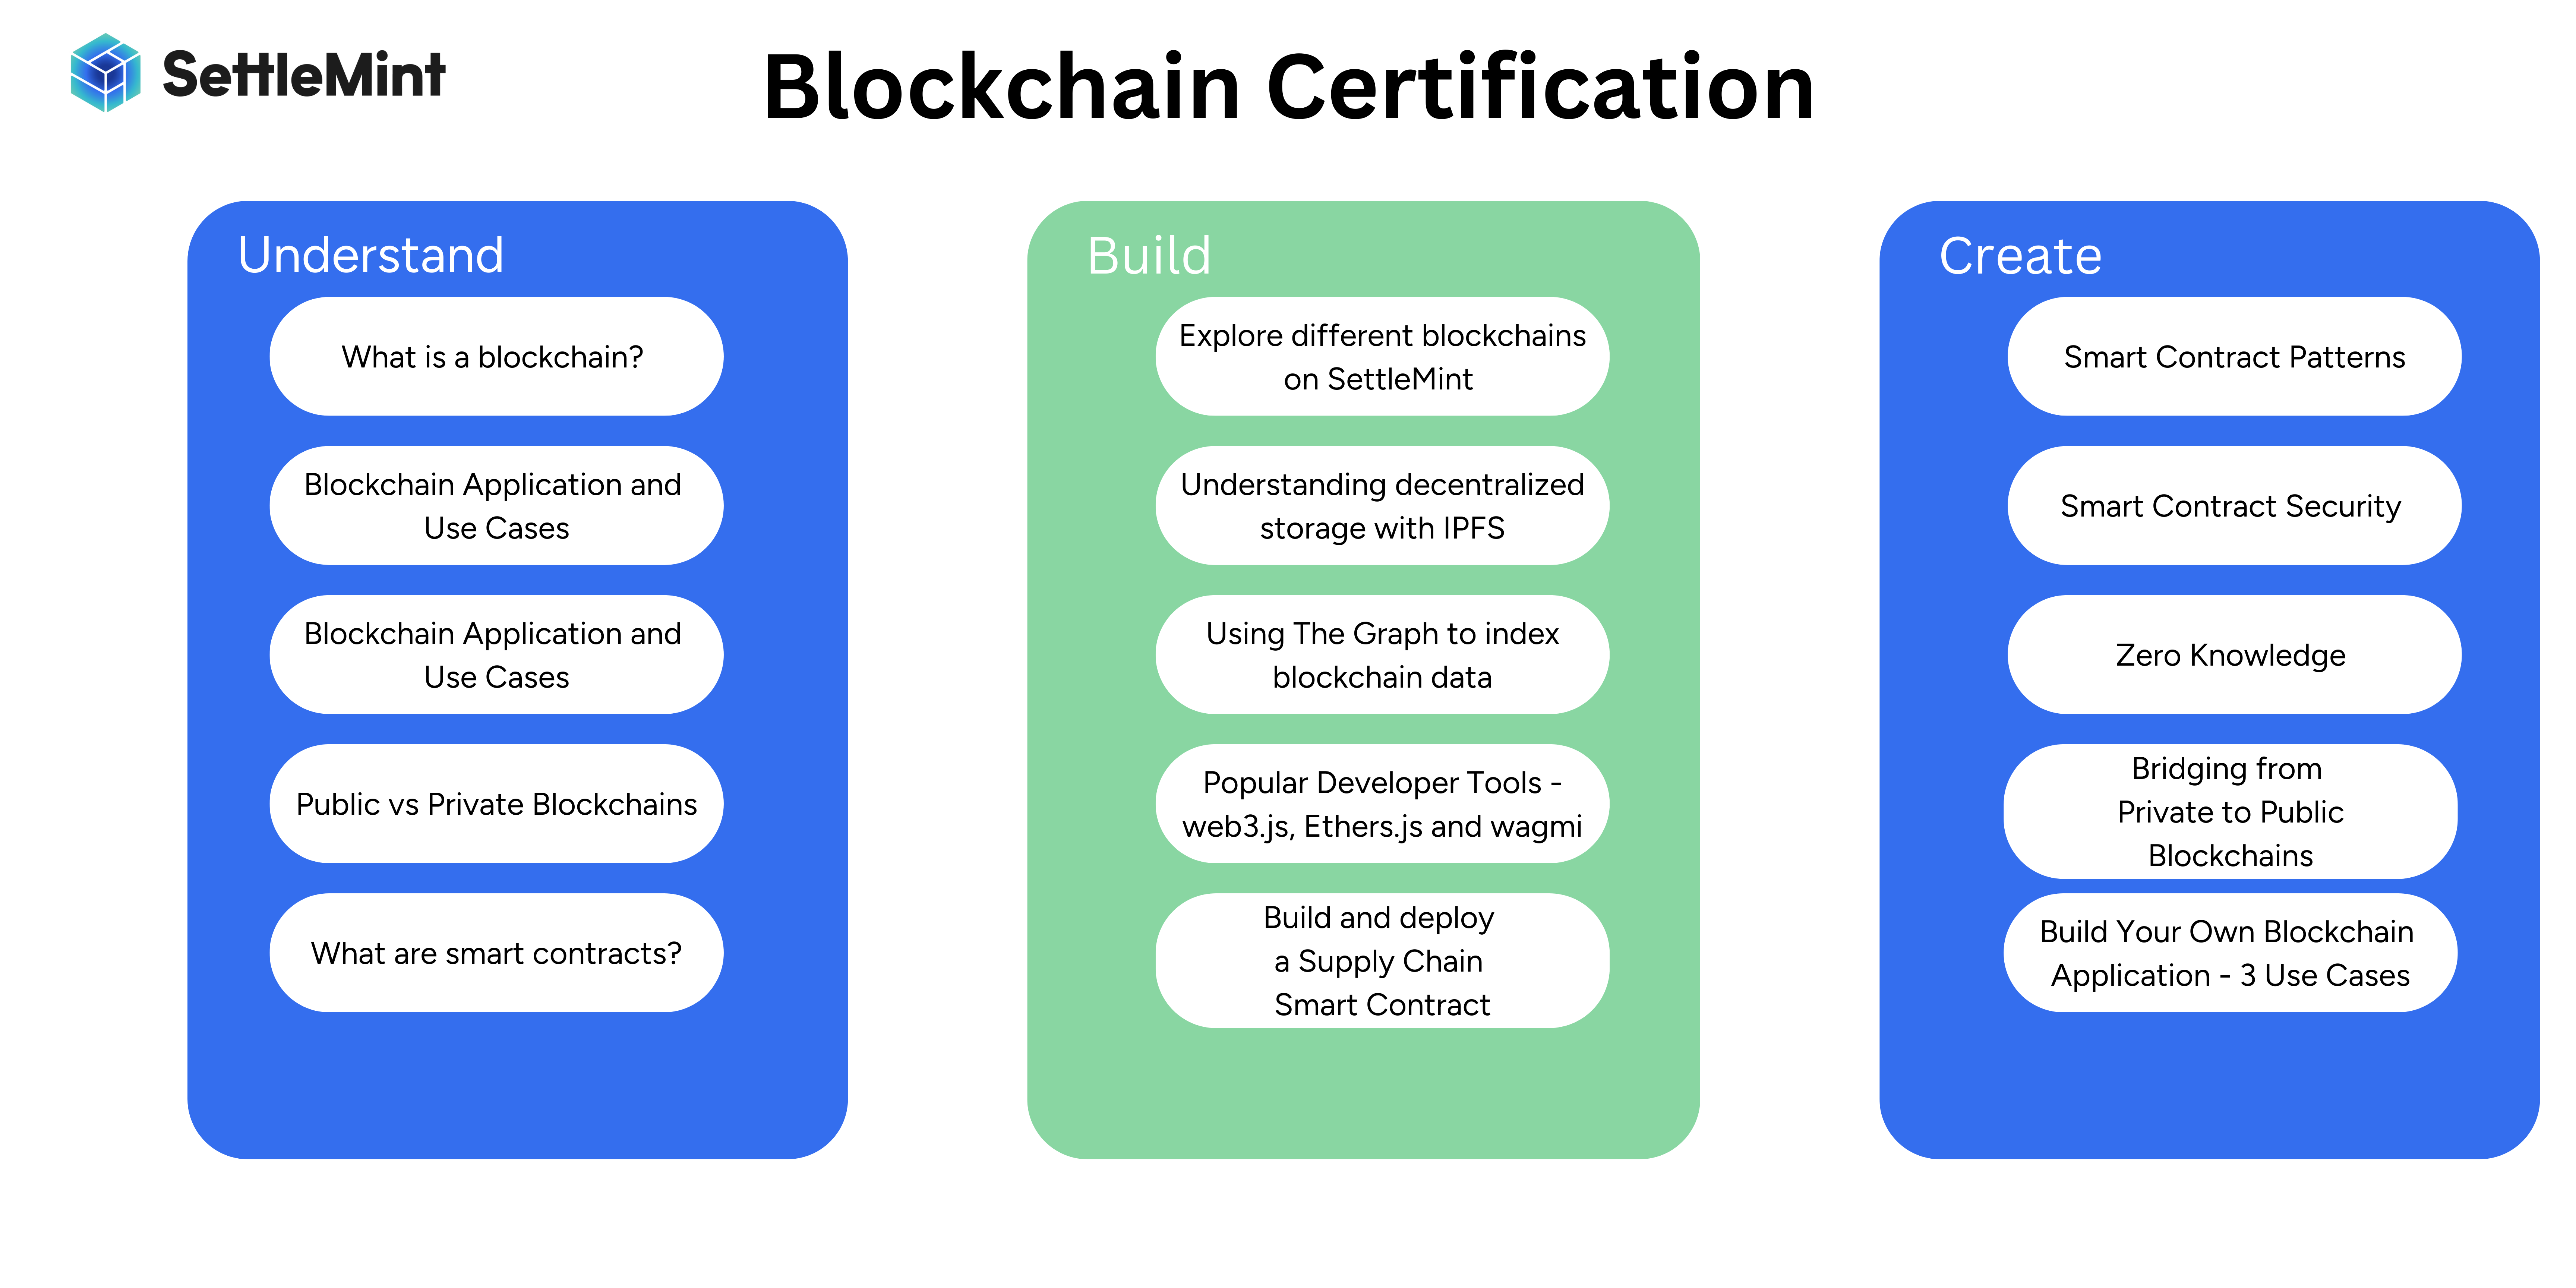 SettleMint
Blockchain Certification
Understand
What is a blockchain?
Blockchain Application and
Use Cases
Blockchain Application and
Use Cases
Public vs Private Blockchains
What are smart contracts?
Build
Explore different blockchains
on SettleMint
Understanding decentralized
storage with IPFS
Using The Graph to index
blockchain data
Popular Developer Tools -
web3.js, Ethers.js and wagmi
Build and deploy
a Supply Chain
Smart Contract
Create
Smart Contract Patterns
Smart Contract Security
Zero Knowledge
Bridging from
Private to Public
Blockchains
Build Your Own Blockchain
Application - 3 Use Cases